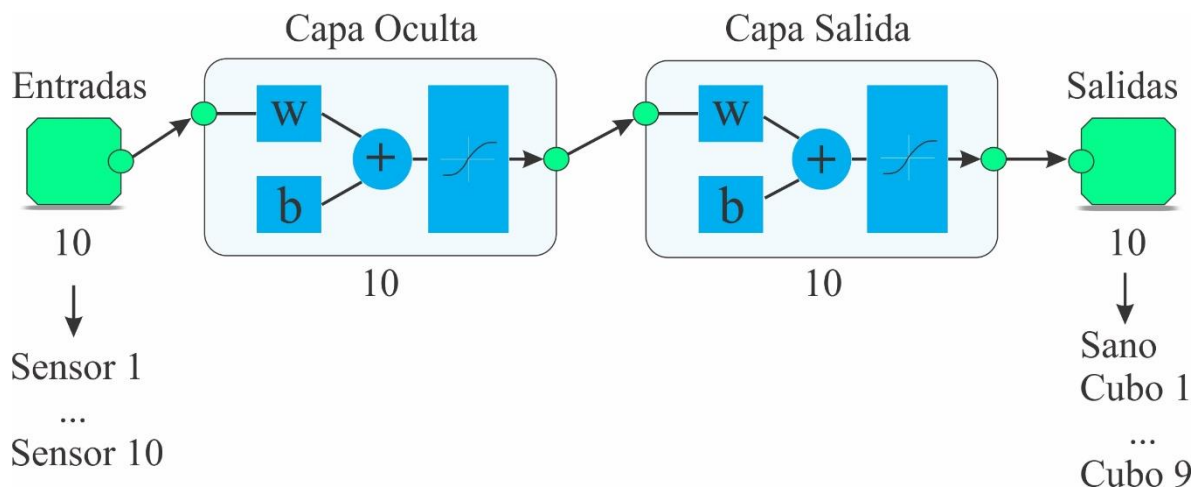 Entradas
10
Sensor 1
...
Sensor 10
Capa Oculta
w
b
+
10
Capa Salida
w
b
+
10
Salidas
10
Sano
Cubo 1
...
Cubo 9